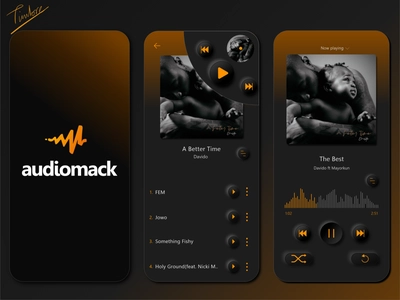 Timdore
audiomack
A Better Time
Davido
1. FEM
2. Jowo
3. Something Fishy
4. Holy Ground(feat. Nicki M..
Now playing
The Best
Davido ft Mayorkun